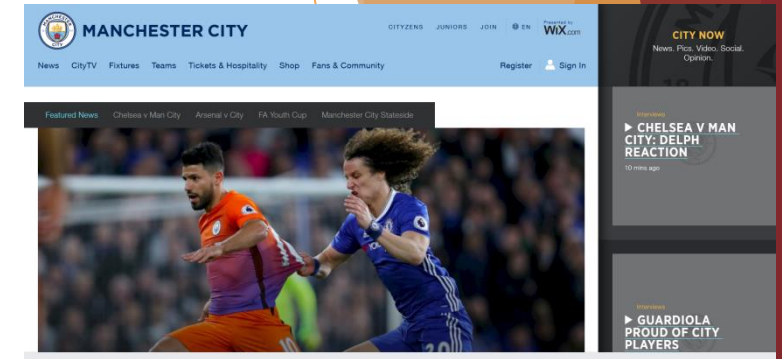 MANCHESTER CITY
CITYZENS JUNIORS JOIN EN
Presented by
WiX.com
News CityTV Fixtures Teams Tickets & Hospitality Shop Fans & Community
Register Sign In
Featured News Chelsea v Man City Arsenal v City FA Youth Cup Manchester City Stateside
CITY NOW
News. Pics. Video. Social.
Opinion.
Interviews
CHELSEA V MAN
CITY: DELPH
REACTION
10 mins ago
Interviews
GUARDIOLA
PROUD OF CITY
PLAYERS